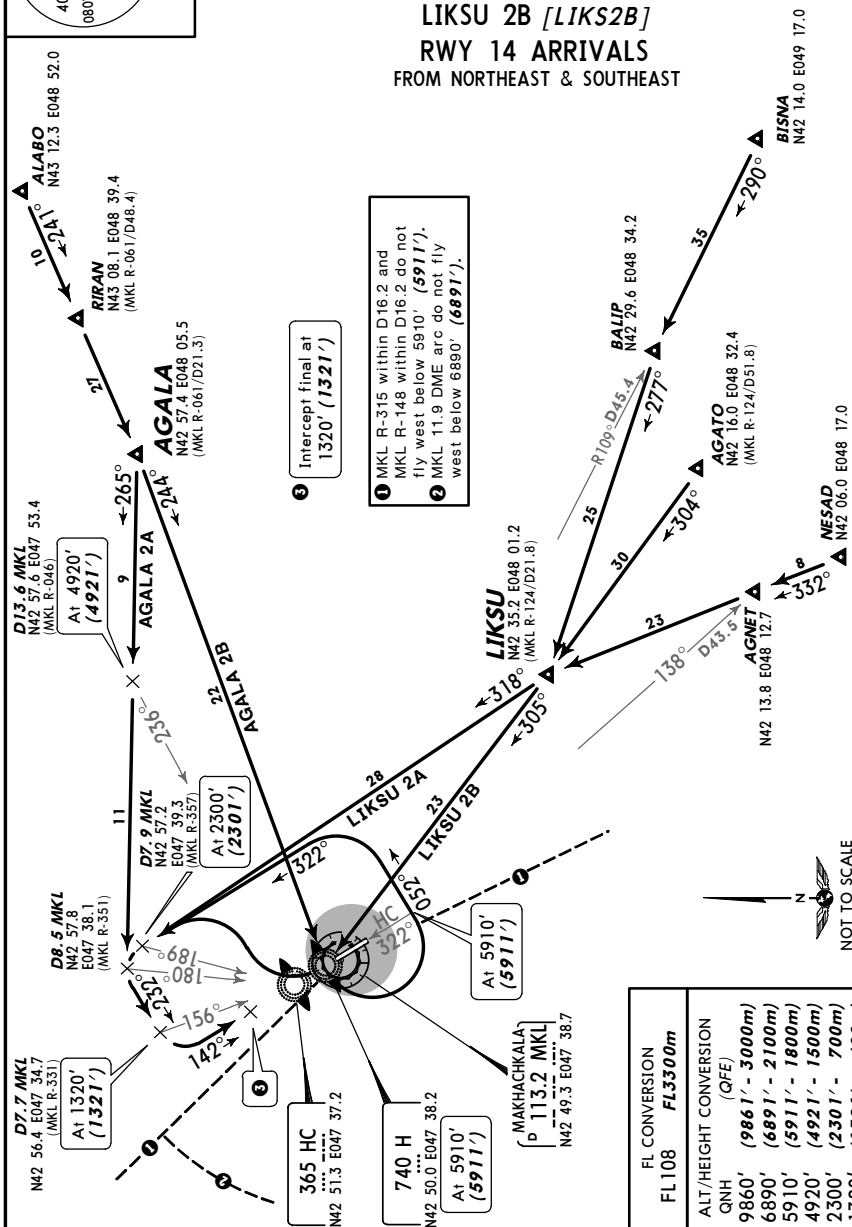 40
080
LIKSU 2B [LIKS2B]
RWY 14 ARRIVALS
FROM NORTHEAST & SOUTHEAST
ALABO
N43 12.3 E048 52.0
10
241°
RIRAN
N43 08.1 E048 39.4
(MKL R-061/D48.4)
27
AGALA
N42 57.4 E048 05.5
(MKL R-061/D21.3)
265°
244°
9
AGALA 2A
22
AGALA 2B
D13.6 MKL
N42 57.6 E047 53.4
(MKL R-046)
At 4920'
(4921')
236°
11
D8.5 MKL
N42 57.8
E047 38.1
(MKL R-351)
D7.9 MKL
N42 57.2
E047 39.3
(MKL R-357)
At 2300'
(2301')
232°
189°
180°
156°
142°
D7.7 MKL
N42 56.4 E047 34.7
(MKL R-331)
At 1320'
(1321')
3
3 Intercept final at
1320' (1321')
1 MKL R-315 within D16.2 and
MKL R-148 within D16.2 do not
fly west below 5910' (5911').
2 MKL 11.9 DME arc do not fly
west below 6890' (6891').
BISNA
N42 14.0 E049 17.0
290°
35
BALIP
N42 29.6 E048 34.2
R109° D45.4
277°
25
AGATO
N42 16.0 E048 32.4
(MKL R-124/D51.8)
304°
30
NESAD
N42 06.0 E048 17.0
8
332°
AGNET
N42 13.8 E048 12.7
23
138°
D43.5
LIKSU
N42 35.2 E048 01.2
(MKL R-124/D21.8)
318°
305°
28
LIKSU 2A
23
LIKSU 2B
322°
052°
HC
322°
At 5910'
(5911')
1
1
2
365 HC
N42 51.3 E047 37.2
740 H
N42 50.0 E047 38.2
At 5910'
(5911')
MAKHACHKALA
D 113.2 MKL
N42 49.3 E047 38.7
N
NOT TO SCALE
FL CONVERSION
FL108 FL3300m
ALT/HEIGHT CONVERSION
QNH (QFE)
9860' (9861' - 3000m)
6890' (6891' - 2100m)
5910' (5911' - 1800m)
4920' (4921' - 1500m)
2300' (2301' - 700m)